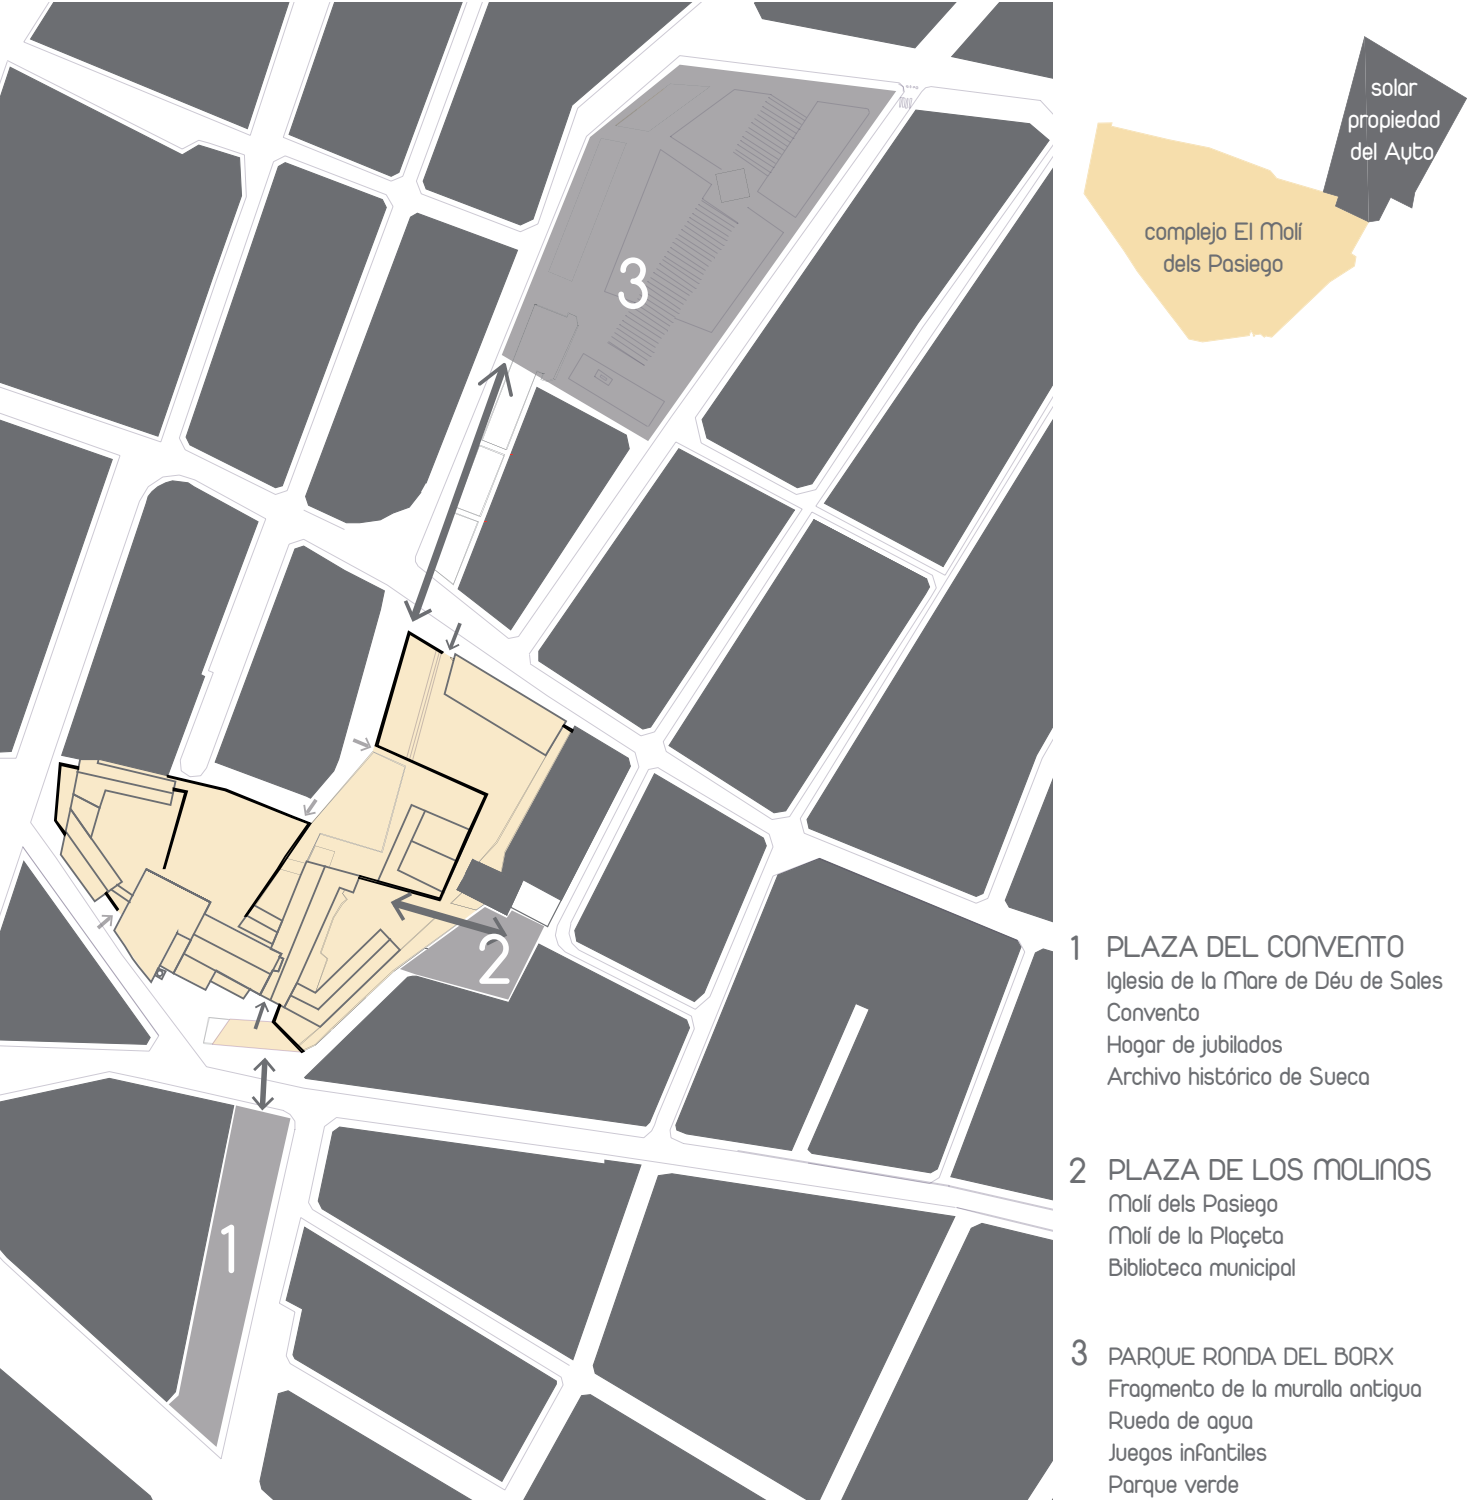 solar
propiedad
del Ayto
complejo El Molí
dels Pasiego
3
2
1
1 PLAZA DEL CONVENTO
Iglesia de la Mare de Déu de Sales
Convento
Hogar de jubilados
Archivo histórico de Sueca
2 PLAZA DE LOS MOLINOS
Molí dels Pasiego
Molí de la Plaçeta
Biblioteca municipal
3 PARQUE RONDA DEL BORX
Fragmento de la muralla antigua
Rueda de agua
Juegos infantiles
Parque verde